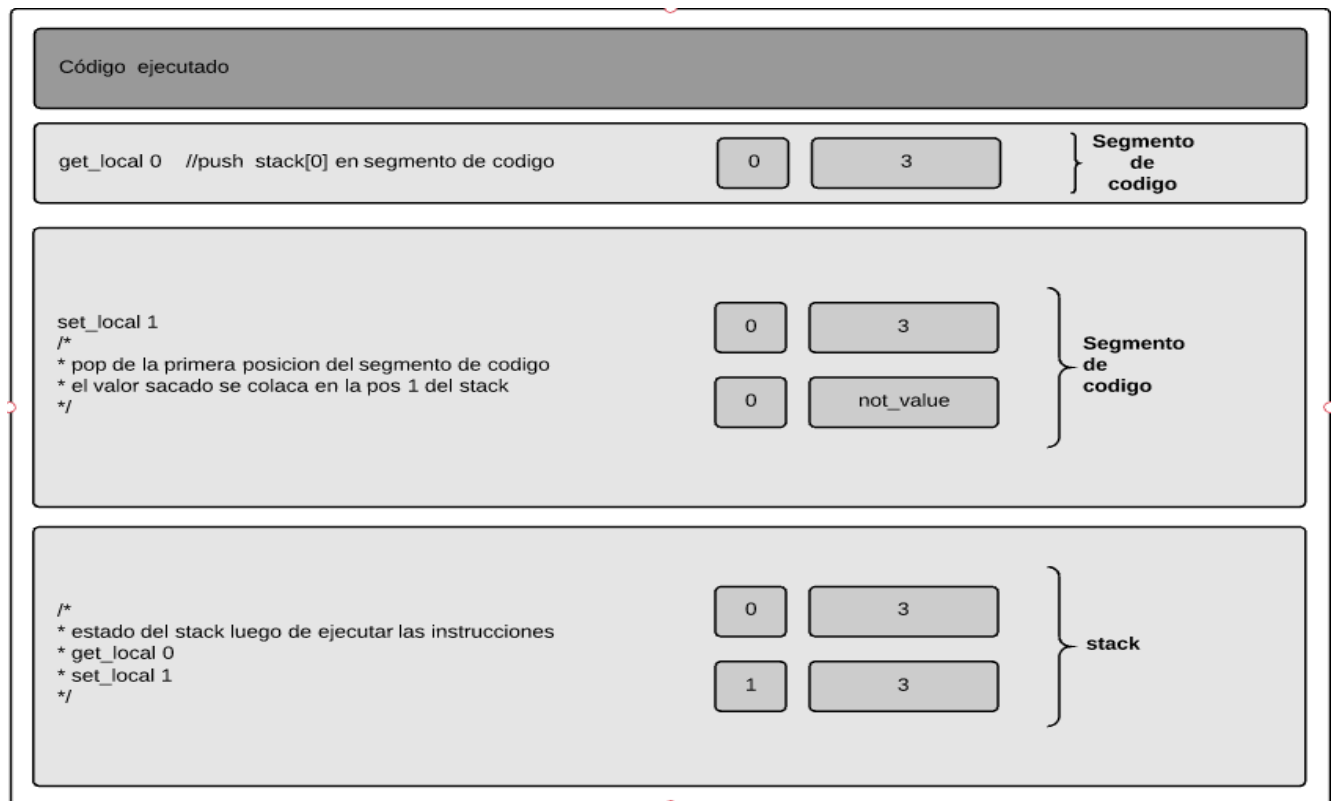 Código ejecutado
get_local 0 //push stack[0] en segmento de codigo
0
3
Segmento
de
codigo
set_local 1
/*
* pop de la primera posicion del segmento de codigo
* el valor sacado se colaca en la pos 1 del stack
*/
0
3
0
not_value
Segmento
de
codigo
/*
* estado del stack luego de ejecutar las instrucciones
* get_local 0
* set_local 1
*/
0
3
1
3
stack